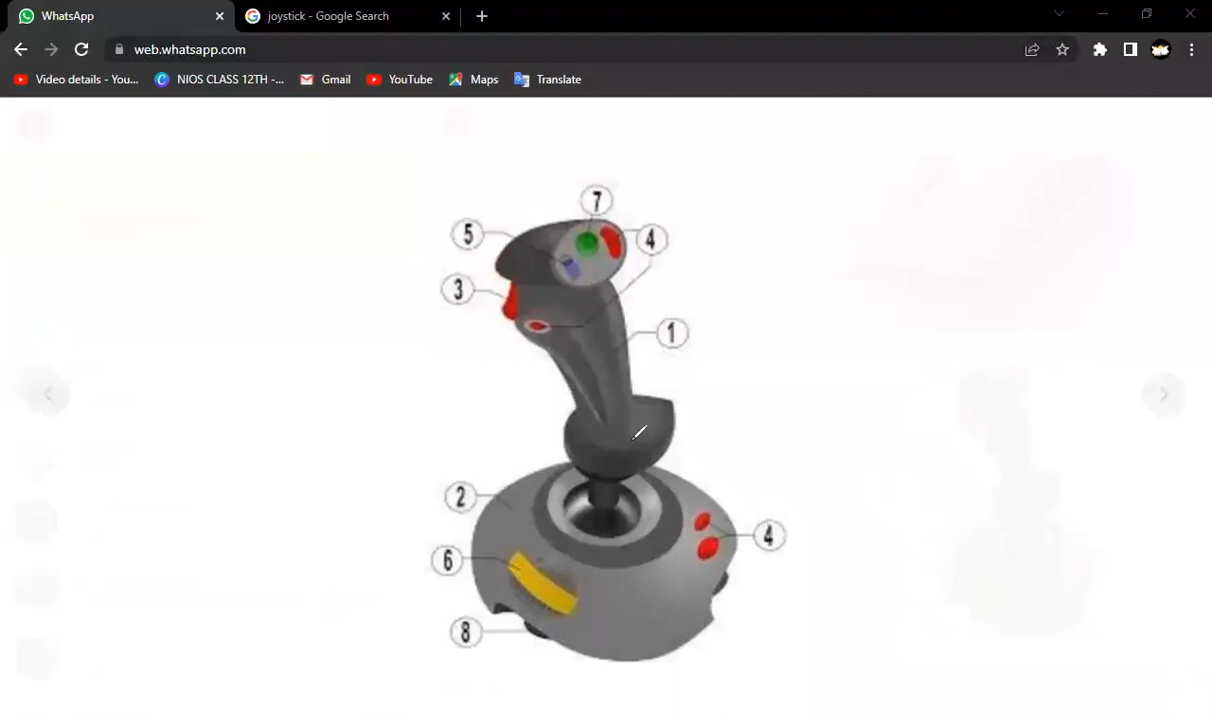 WhatsApp
joystick - Google Search
web.whatsapp.com
Video details - You...
NIOS CLASS 12TH -...
Gmail
YouTube
Maps
Translate
7
5
4
3
1
2
4
6
8